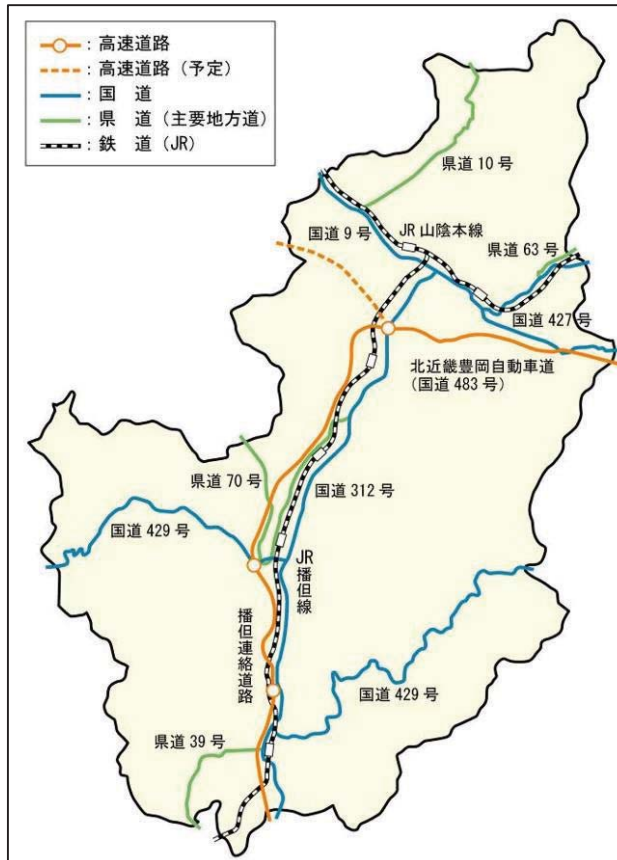 ：高速道路
：高速道路（予定）
：国　道
：県　道（主要地方道）
：鉄　道（JR）
県道 10 号
国道 9 号
JR 山陰本線
県道 63 号
国道 427 号
北近畿豊岡自動車道
(国道 483 号)
県道 70 号
国道 312 号
国道 429 号
JR播但線
播但連絡道路
国道 429 号
県道 39 号